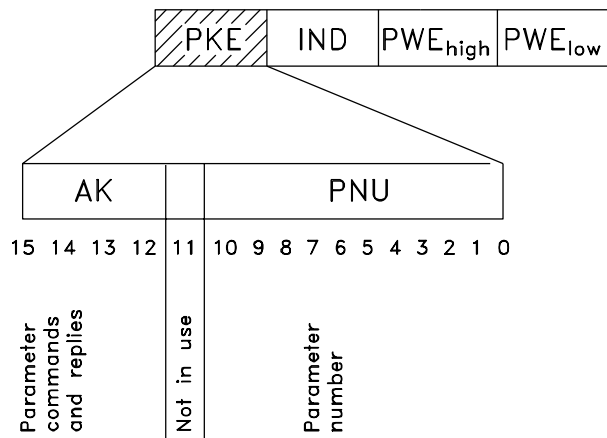 PKE IND PWEhigh PWElow
AK PNU
15 14 13 12 11 10 9 8 7 6 5 4 3 2 1 0
Parameter
commands
and replies
Not in use
Parameter
number